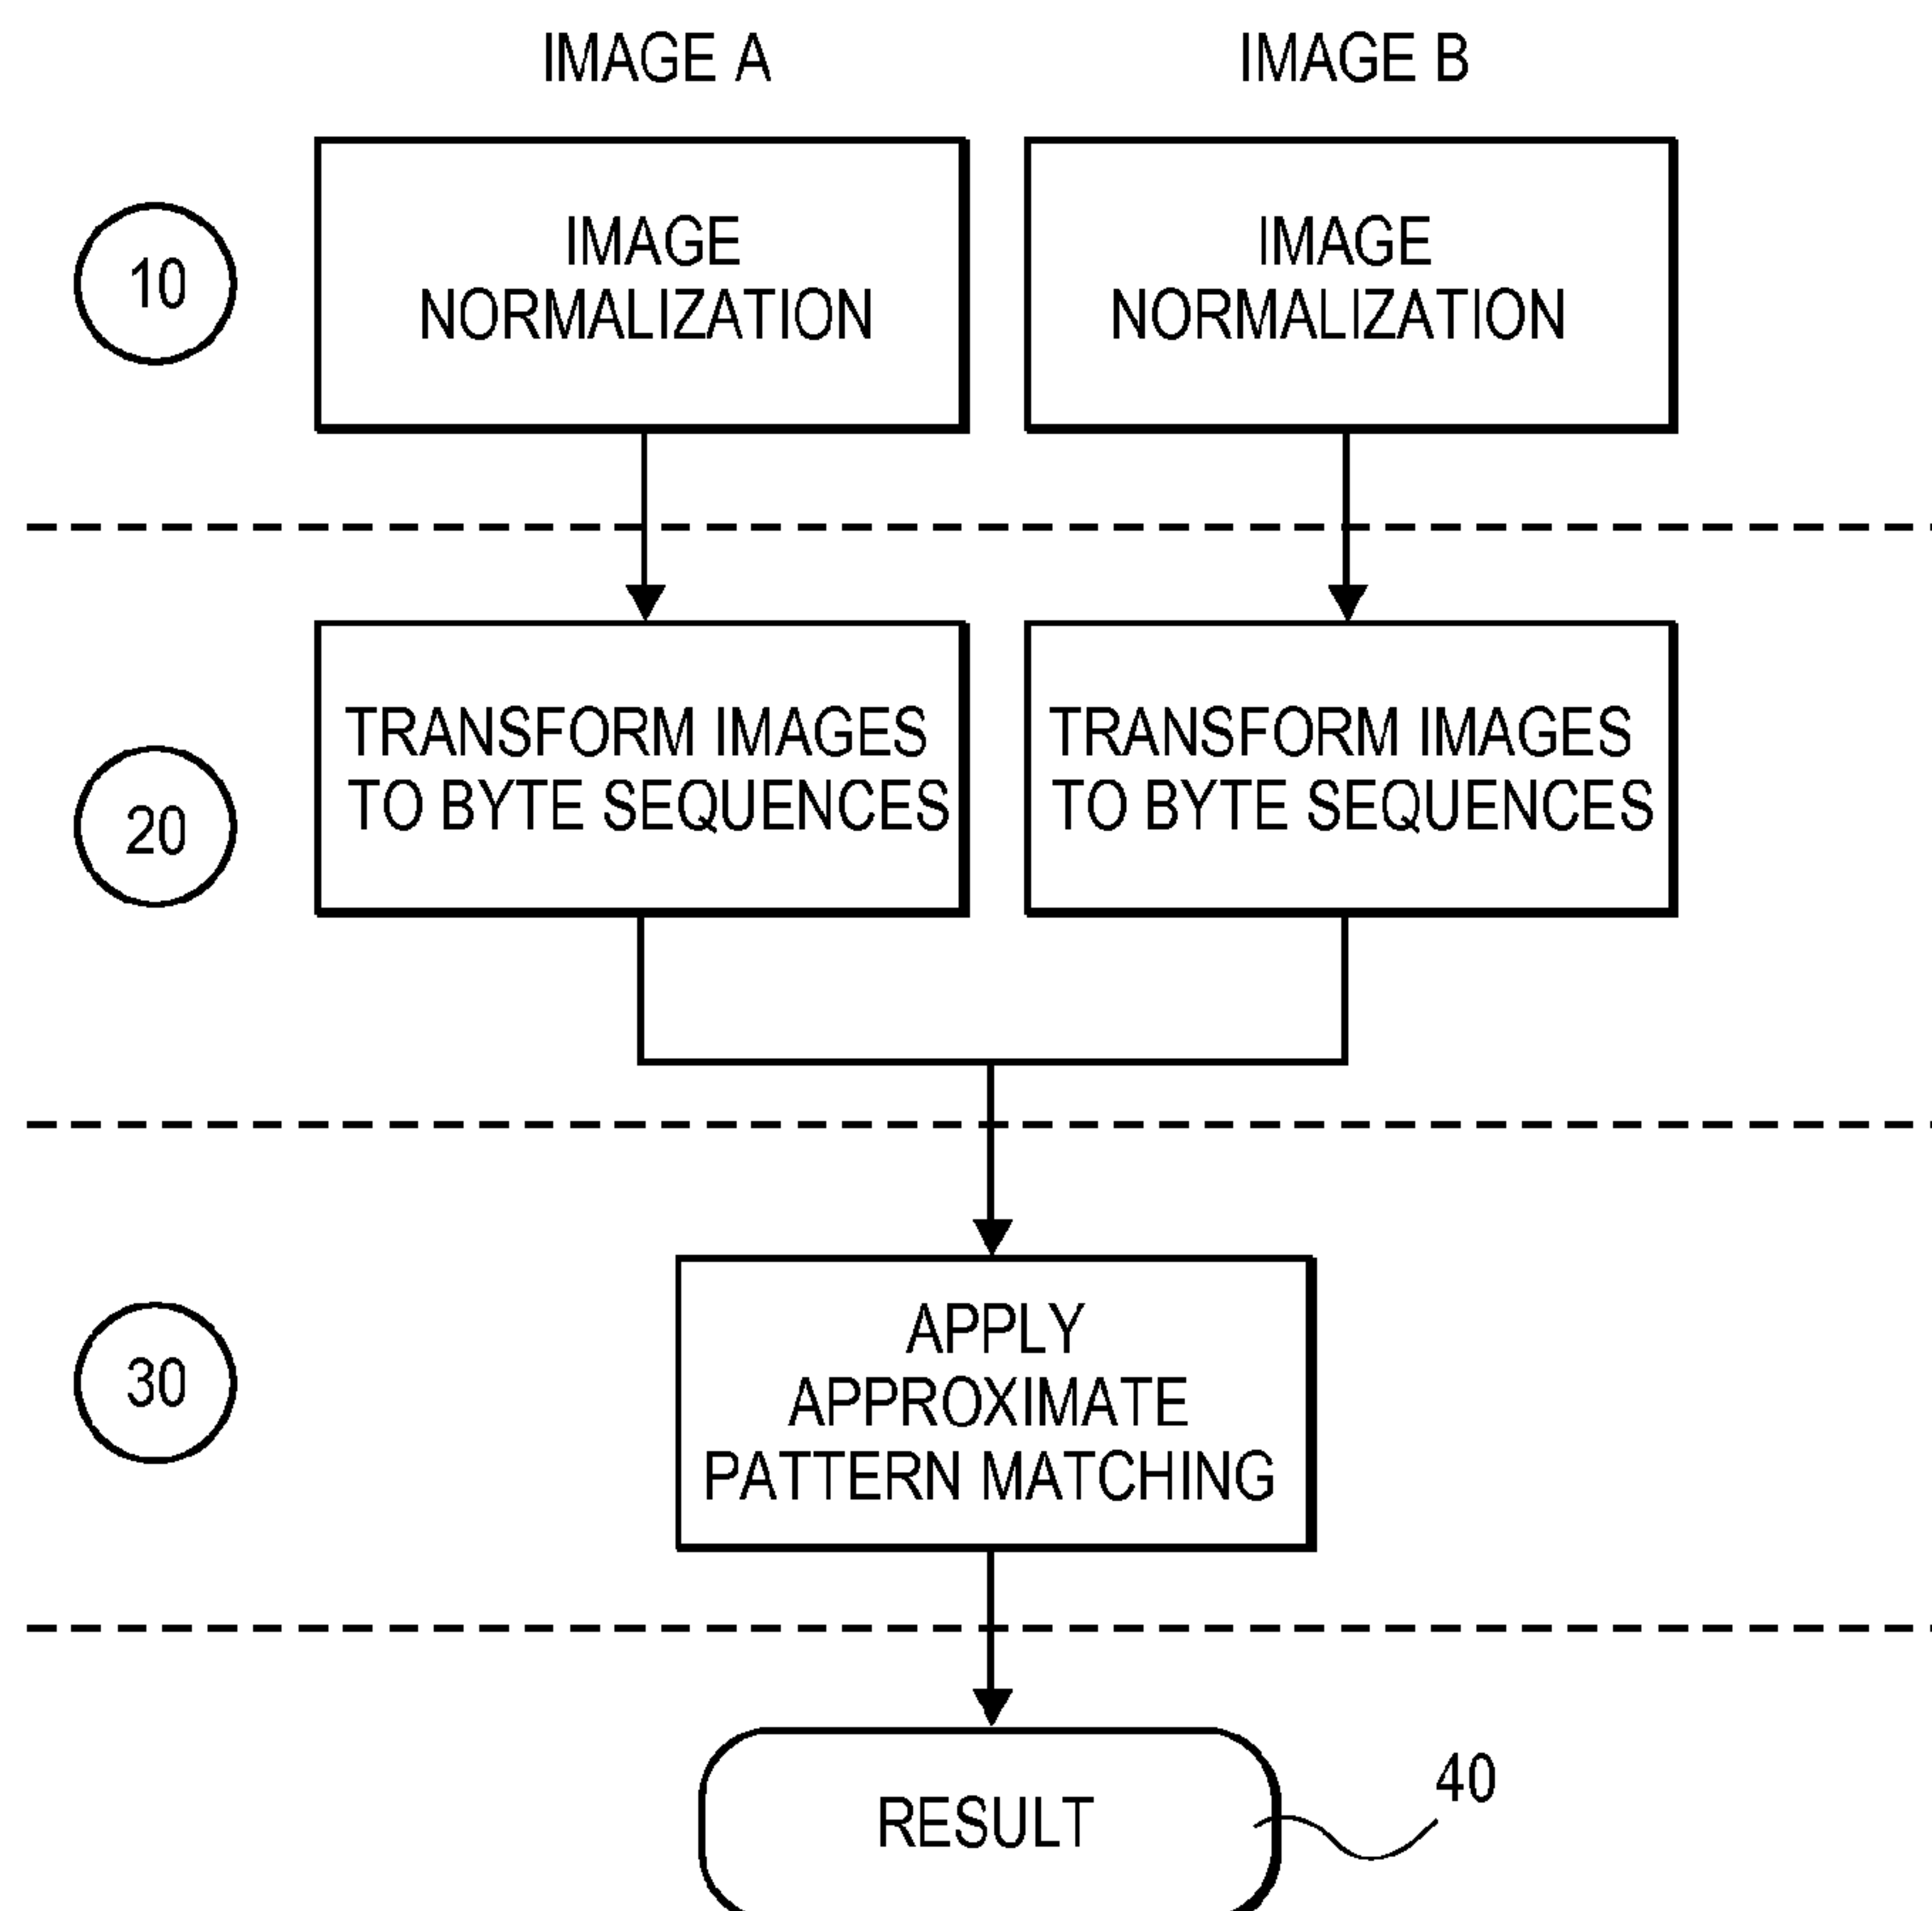 IMAGE A
IMAGE B
10
IMAGE
NORMALIZATION
IMAGE
NORMALIZATION
20
TRANSFORM IMAGES
TO BYTE SEQUENCES
TRANSFORM IMAGES
TO BYTE SEQUENCES
30
APPLY
APPROXIMATE
PATTERN MATCHING
RESULT
40